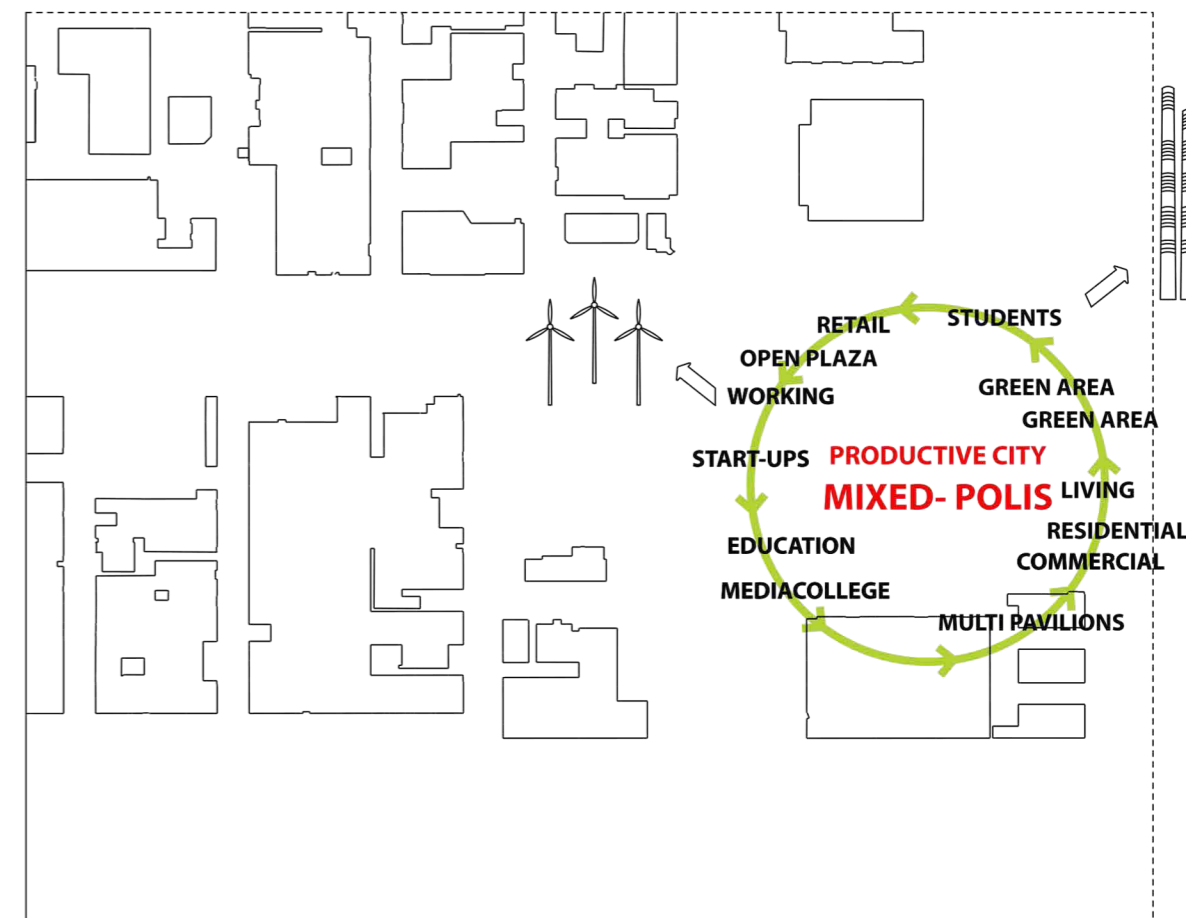 STUDENTS
RETAIL
OPEN PLAZA
GREEN AREA
WORKING
GREEN AREA
START-UPS
PRODUCTIVE CITY
MIXED- POLIS
LIVING
RESIDENTIAL
EDUCATION
COMMERCIAL
MEDIACOLLEGE
MULTI PAVILIONS